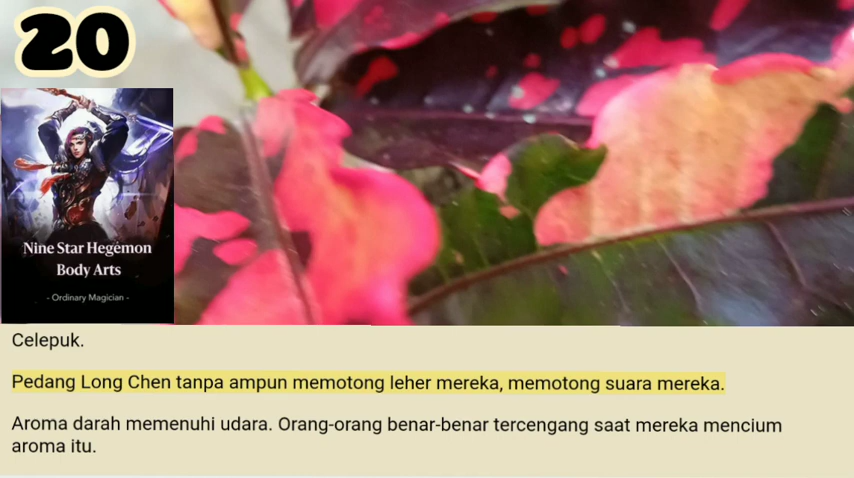 20
Nine Star Hegemon
Body Arts
- Ordinary Magician -
Celepuk.
Pedang Long Chen tanpa ampun memotong leher mereka, memotong suara mereka.
Aroma darah memenuhi udara. Orang-orang benar-benar tercengang saat mereka mencium
aroma itu.